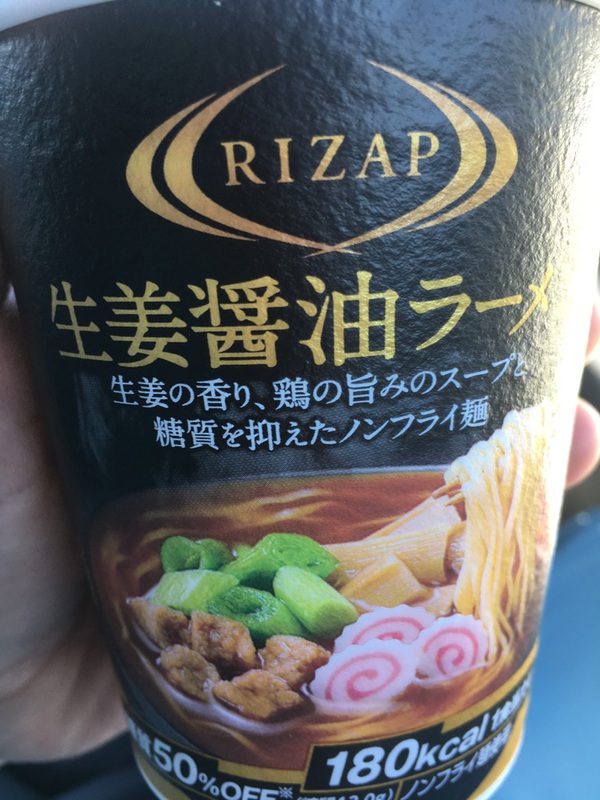 RIZAP
生姜醤油ラーメ
生姜の香り、鶏の旨みのスープと
糖質を抑えたノンフライ麺
50%OFF※
180kcal
ノンフライ麺